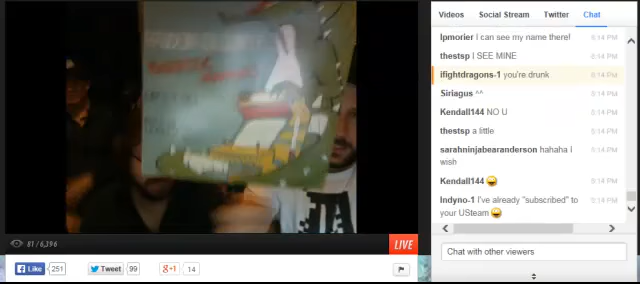 Videos Social Stream Twitter Chat
lpmorier I can see my name there! 8:14 PM
thestsp I SEE MINE 8:14 PM
ifightdragons-1 you're drunk 8:14 PM
Siriagus ^^ 8:14 PM
Kendall144 NO U 8:14 PM
thestsp a little 8:14 PM
sarahninjabearanderson hahaha I 8:14 PM
wish
Kendall144 8:14 PM
Indyno-1 I've already "subscribed" to 8:14 PM
your USteam
81 / 6,396 LIVE
Chat with other viewers
Like 251 Tweet 99 +1 14